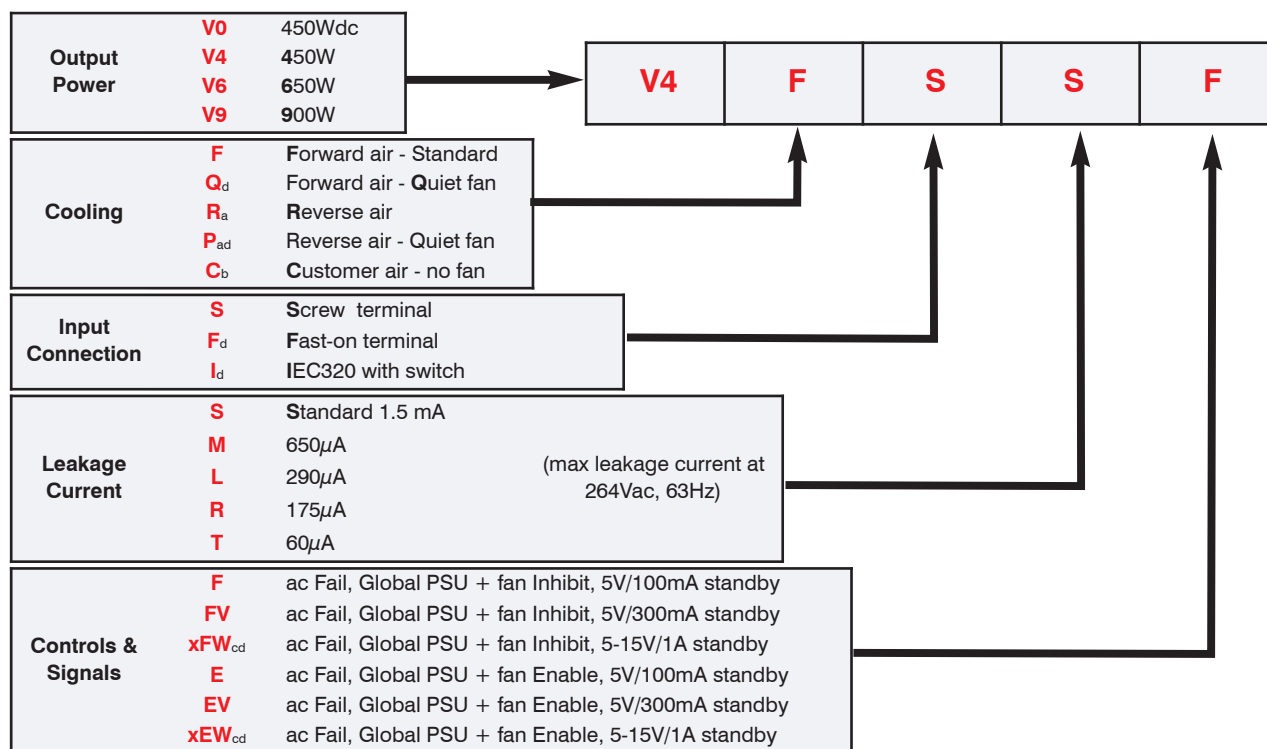 Output Power
V0 450Wdc
V4 450W
V6 650W
V9 900W
V4 F S S F
Cooling
F Forward air - Standard
Qd Forward air - Quiet fan
Ra Reverse air
Pad Reverse air - Quiet fan
Cb Customer air - no fan
Input Connection
S Screw terminal
Fd Fast-on terminal
Id IEC320 with switch
Leakage Current
S Standard 1.5 mA
M 650µA
L 290µA
R 175µA
T 60µA
(max leakage current at
264Vac, 63Hz)
Controls & Signals
F ac Fail, Global PSU + fan Inhibit, 5V/100mA standby
FV ac Fail, Global PSU + fan Inhibit, 5V/300mA standby
xFWcd ac Fail, Global PSU + fan Inhibit, 5-15V/1A standby
E ac Fail, Global PSU + fan Enable, 5V/100mA standby
EV ac Fail, Global PSU + fan Enable, 5V/300mA standby
xEWcd ac Fail, Global PSU + fan Enable, 5-15V/1A standby